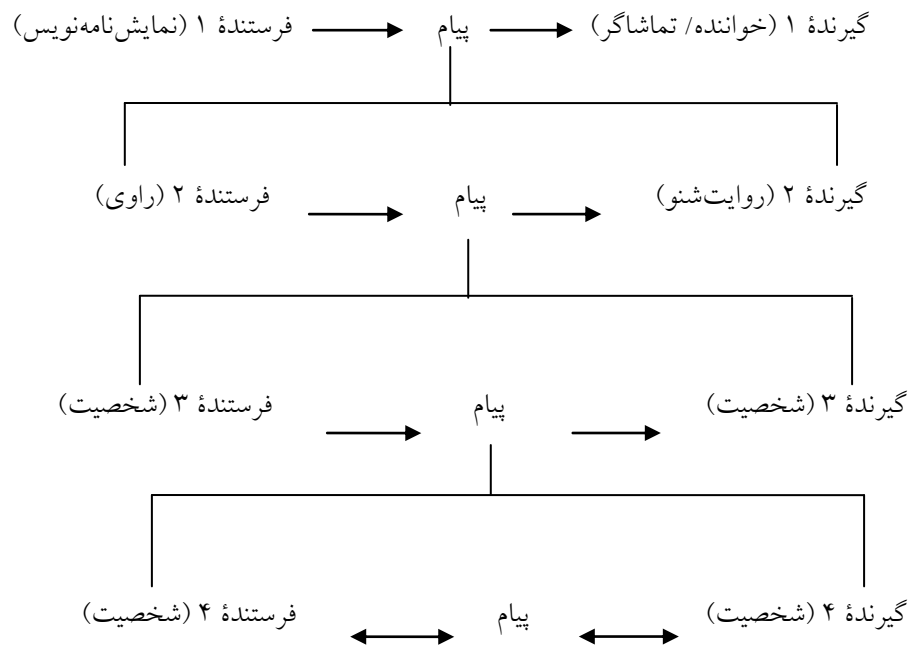 فرستندهٔ ۱ (نمایش‌نامه‌نویس) پیام گیرندهٔ ۱ (خواننده/ تماشاگر)
فرستندهٔ ۲ (راوی) پیام گیرندهٔ ۲ (روایت‌شنو)
فرستندهٔ ۳ (شخصیت) پیام گیرندهٔ ۳ (شخصیت)
فرستندهٔ ۴ (شخصیت) پیام گیرندهٔ ۴ (شخصیت)